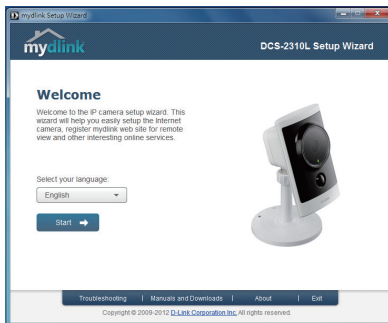 mydlink Setup Wizard
mydlink
DCS-2310L Setup Wizard
Welcome
Welcome to the IP camera setup wizard. This
wizard will help you easily setup the Internet
camera, register mydlink web site for remote
view and other interesting online services.
Select your language:
English
Start
Troubleshooting | Manuals and Downloads | About | Exit
Copyright © 2009-2012 D-Link Corporation Inc. All rights reserved.